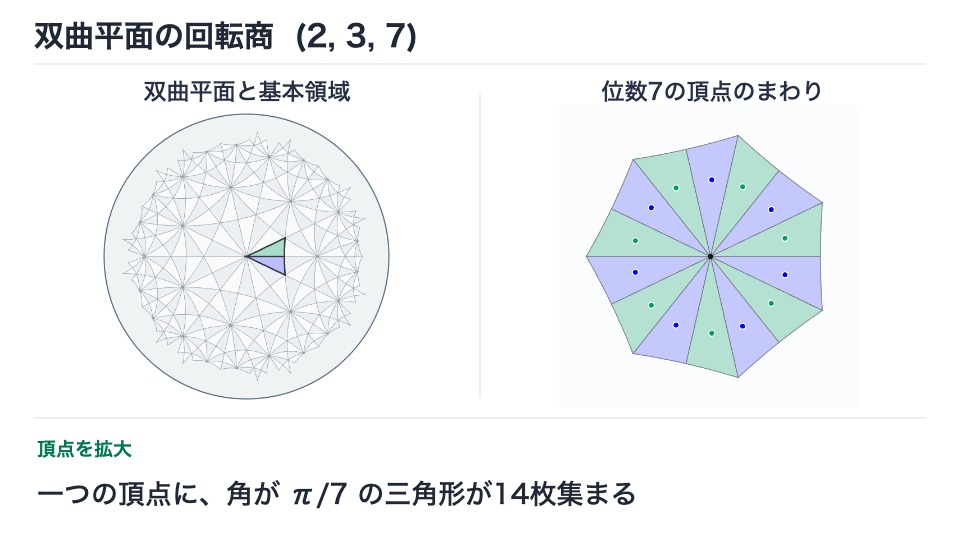 双曲平面の回転商 (2, 3, 7)
双曲平面と基本領域
位数7の頂点のまわり
頂点を拡大
一つの頂点に、角が π/7 の三角形が14枚集まる